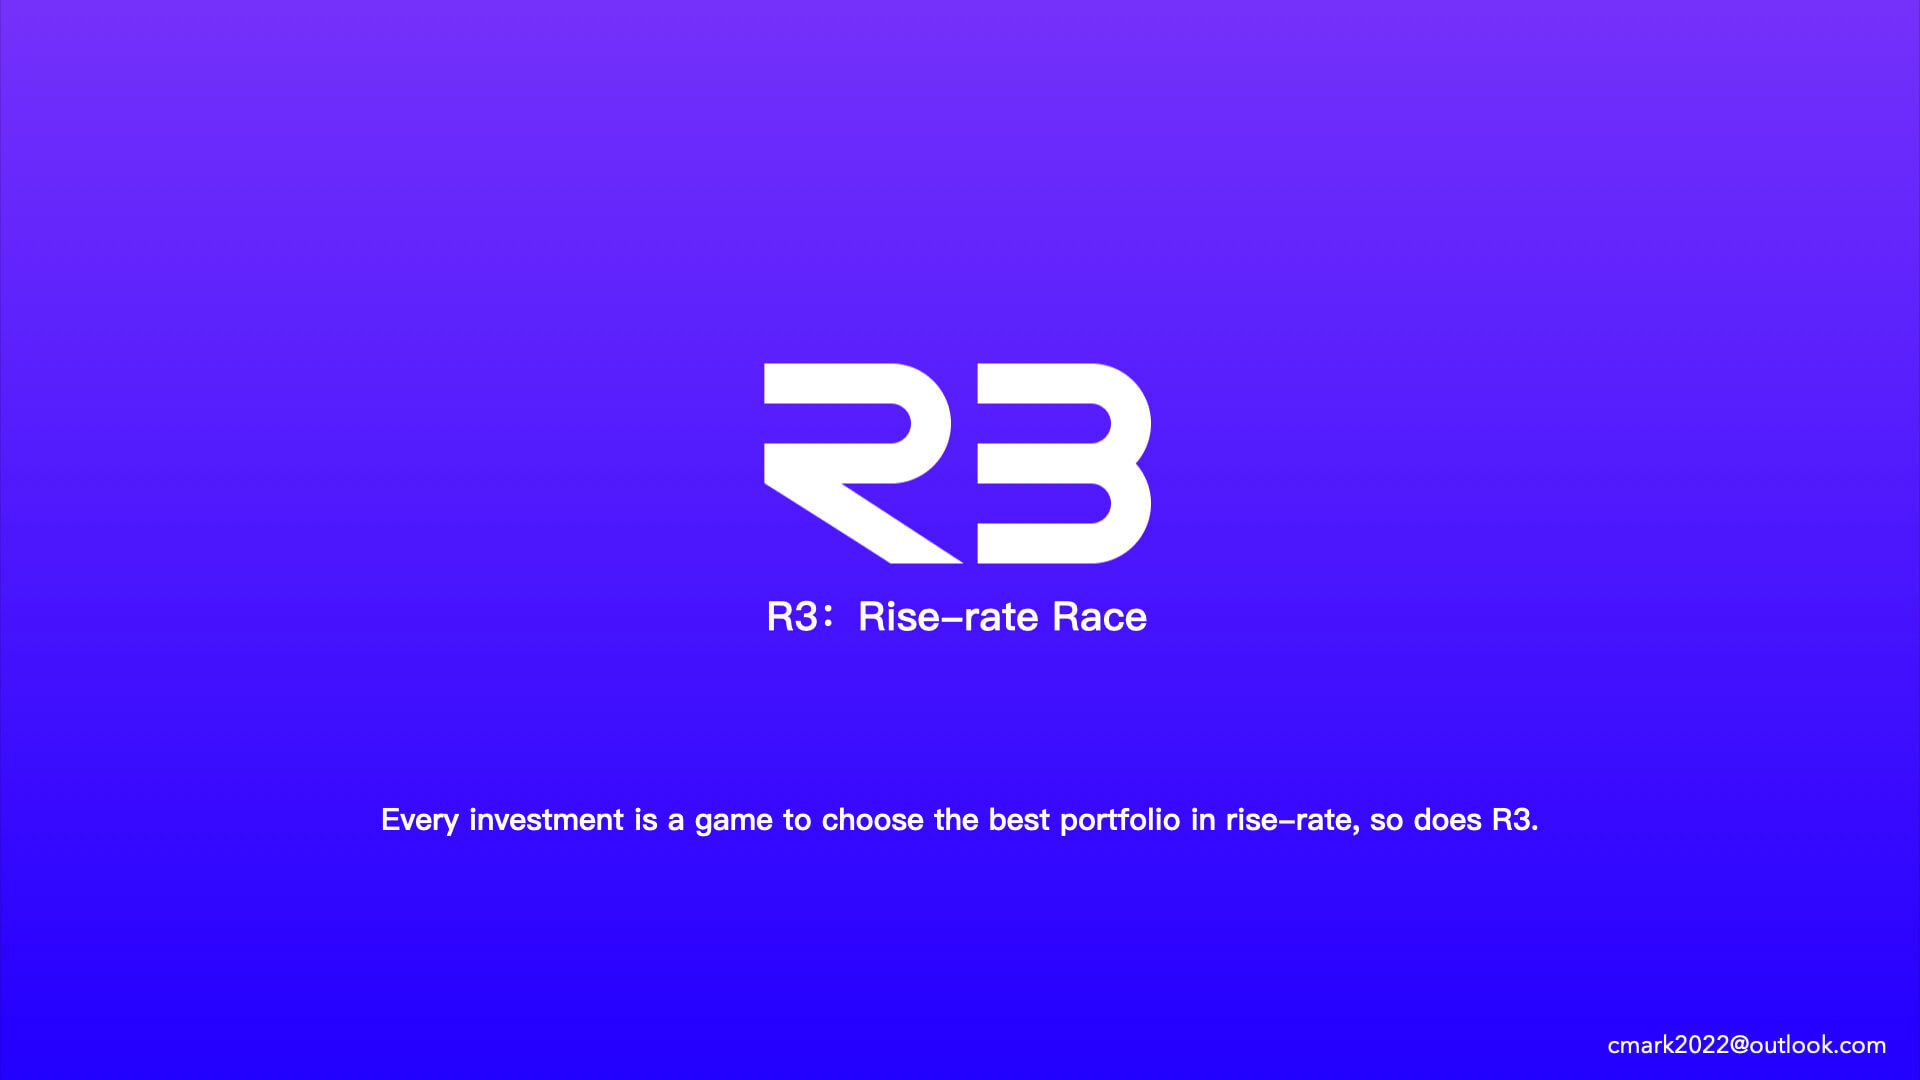 R3
R3：Rise-rate Race
Every investment is a game to choose the best portfolio in rise-rate, so does R3.
cmark2022@outlook.com